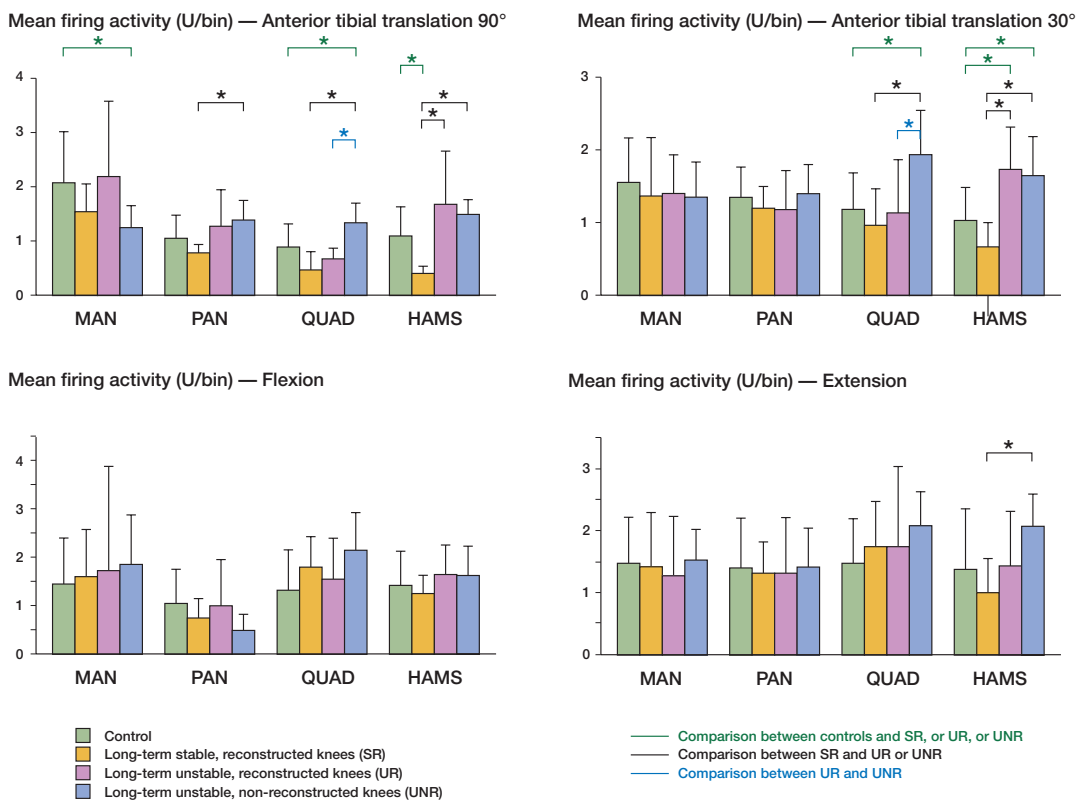 Mean firing activity (U/bin) — Anterior tibial translation 90°
*
*
*
*
*
*
*
*
4
3
2
1
0
MAN PAN QUAD HAMS
Mean firing activity (U/bin) — Anterior tibial translation 30°
*
*
*
*
*
*
*
3
2
1
0
MAN PAN QUAD HAMS
Mean firing activity (U/bin) — Flexion
4
3
2
1
0
MAN PAN QUAD HAMS
Mean firing activity (U/bin) — Extension
*
3
2
1
0
MAN PAN QUAD HAMS
Control
Long-term stable, reconstructed knees (SR)
Long-term unstable, reconstructed knees (UR)
Long-term unstable, non-reconstructed knees (UNR)
Comparison between controls and SR, or UR, or UNR
Comparison between SR and UR or UNR
Comparison between UR and UNR